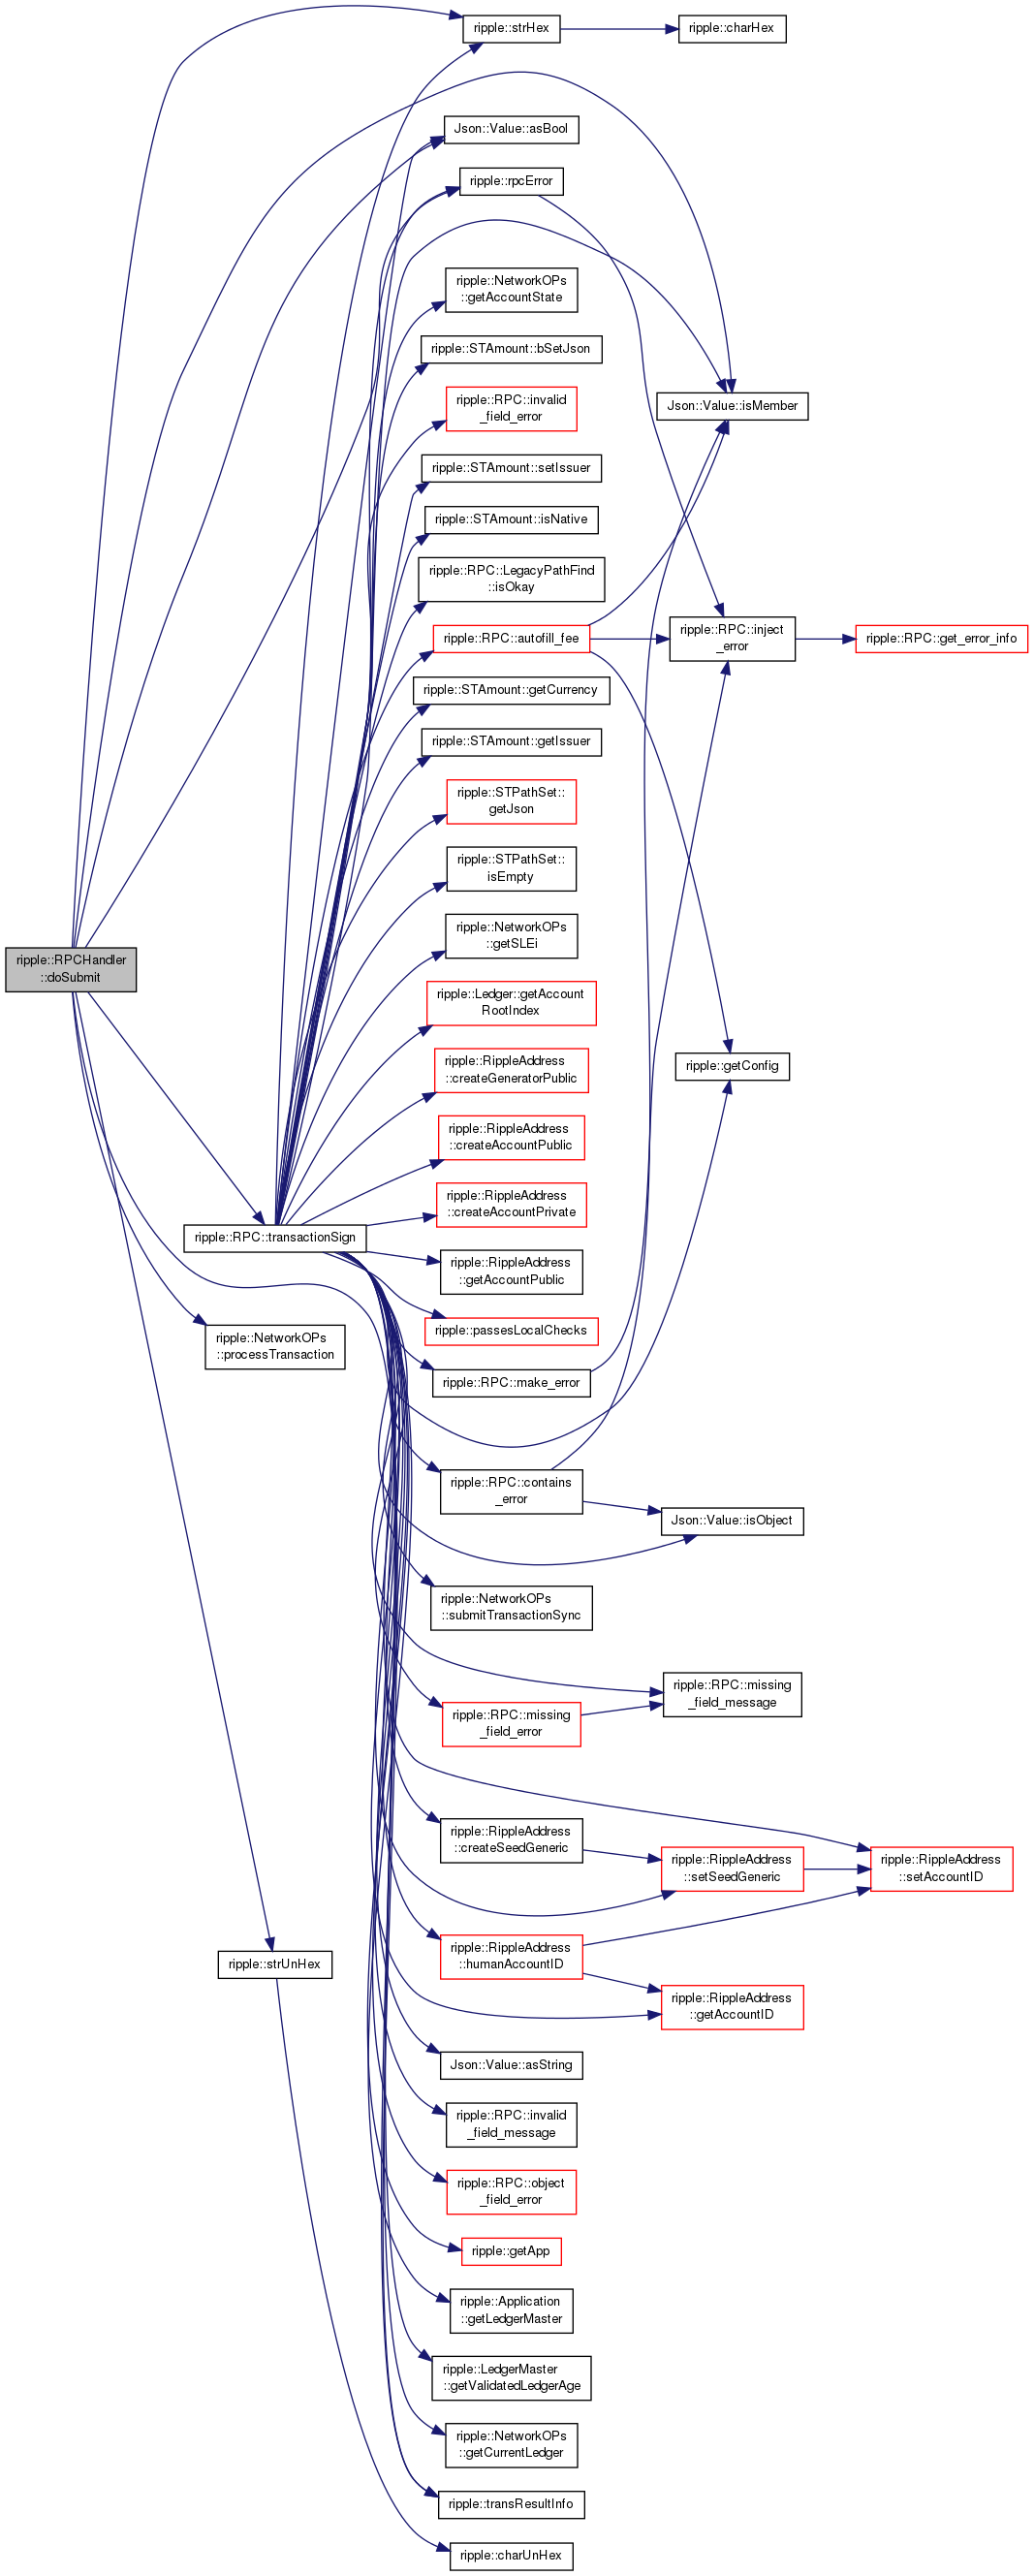 ripple::strHex
ripple::charHex
Json::Value::asBool
ripple::rpcError
ripple::NetworkOPs
::getAccountState
ripple::STAmount::bSetJson
ripple::RPC::invalid
_field_error
Json::Value::isMember
ripple::STAmount::setIssuer
ripple::STAmount::isNative
ripple::RPC::LegacyPathFind
::isOkay
ripple::RPC::autofill_fee
ripple::RPC::inject
_error
ripple::RPC::get_error_info
ripple::STAmount::getCurrency
ripple::STAmount::getIssuer
ripple::STPathSet::
getJson
ripple::STPathSet::
isEmpty
ripple::NetworkOPs
::getSLEi
ripple::RPCHandler
::doSubmit
ripple::Ledger::getAccount
RootIndex
ripple::RippleAddress
::createGeneratorPublic
ripple::getConfig
ripple::RippleAddress
::createAccountPublic
ripple::RippleAddress
::createAccountPrivate
ripple::RPC::transactionSign
ripple::RippleAddress
::getAccountPublic
ripple::passesLocalChecks
ripple::NetworkOPs
::processTransaction
ripple::RPC::make_error
ripple::RPC::contains
_error
Json::Value::isObject
ripple::NetworkOPs
::submitTransactionSync
ripple::RPC::missing
_field_message
ripple::RPC::missing
_field_error
ripple::RippleAddress
::createSeedGeneric
ripple::RippleAddress
::setSeedGeneric
ripple::RippleAddress
::setAccountID
ripple::RippleAddress
::humanAccountID
ripple::strUnHex
ripple::RippleAddress
::getAccountID
Json::Value::asString
ripple::RPC::invalid
_field_message
ripple::RPC::object
_field_error
ripple::getApp
ripple::Application
::getLedgerMaster
ripple::LedgerMaster
::getValidatedLedgerAge
ripple::NetworkOPs
::getCurrentLedger
ripple::transResultInfo
ripple::charUnHex